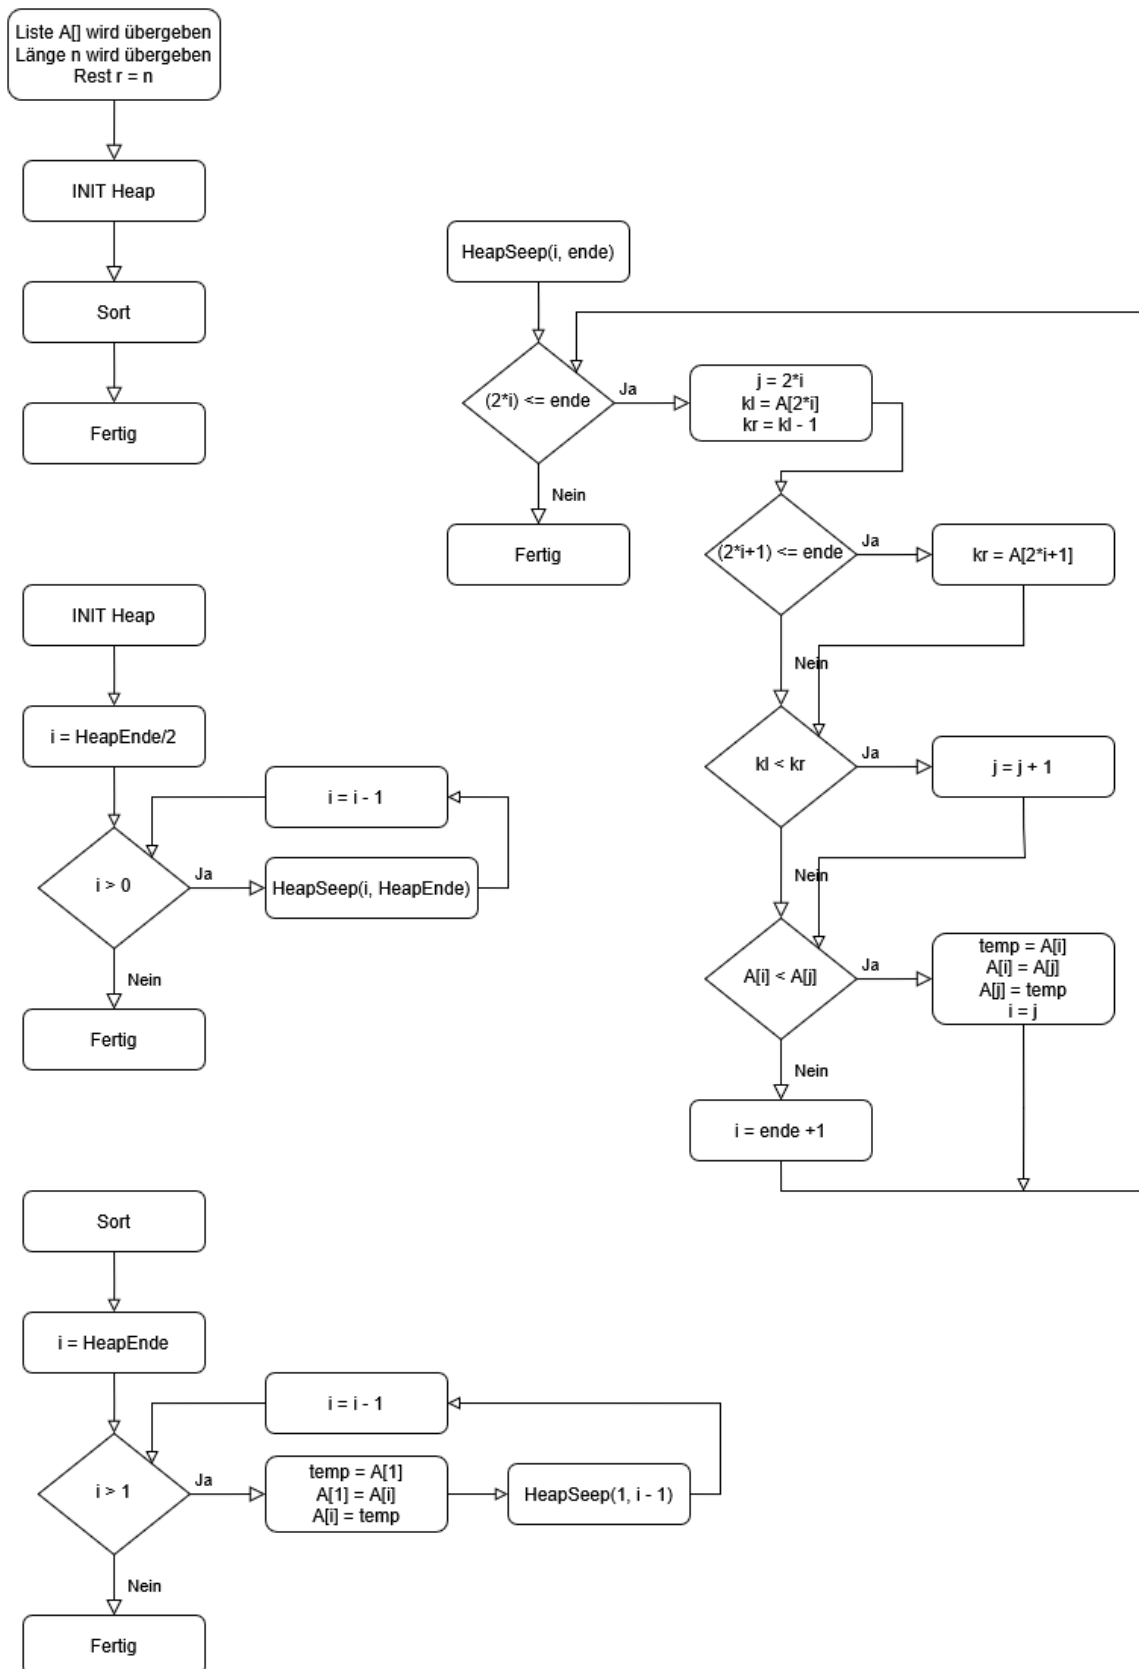 Liste A[] wird übergeben
Länge n wird übergeben
Rest r = n
INIT Heap
Sort
Fertig
HeapSeep(i, ende)
(2*i) <= ende
Ja
j = 2*i
kl = A[2*i]
kr = kl - 1
Nein
Fertig
(2*i+1) <= ende
Ja
kr = A[2*i+1]
Nein
kl < kr
Ja
j = j + 1
Nein
A[i] < A[j]
Ja
temp = A[i]
A[i] = A[j]
A[j] = temp
i = j
Nein
i = ende +1
INIT Heap
i = HeapEnde/2
i = i - 1
i > 0
Ja
HeapSeep(i, HeapEnde)
Nein
Fertig
Sort
i = HeapEnde
i = i - 1
i > 1
Ja
temp = A[1]
A[1] = A[i]
A[i] = temp
HeapSeep(1, i - 1)
Nein
Fertig